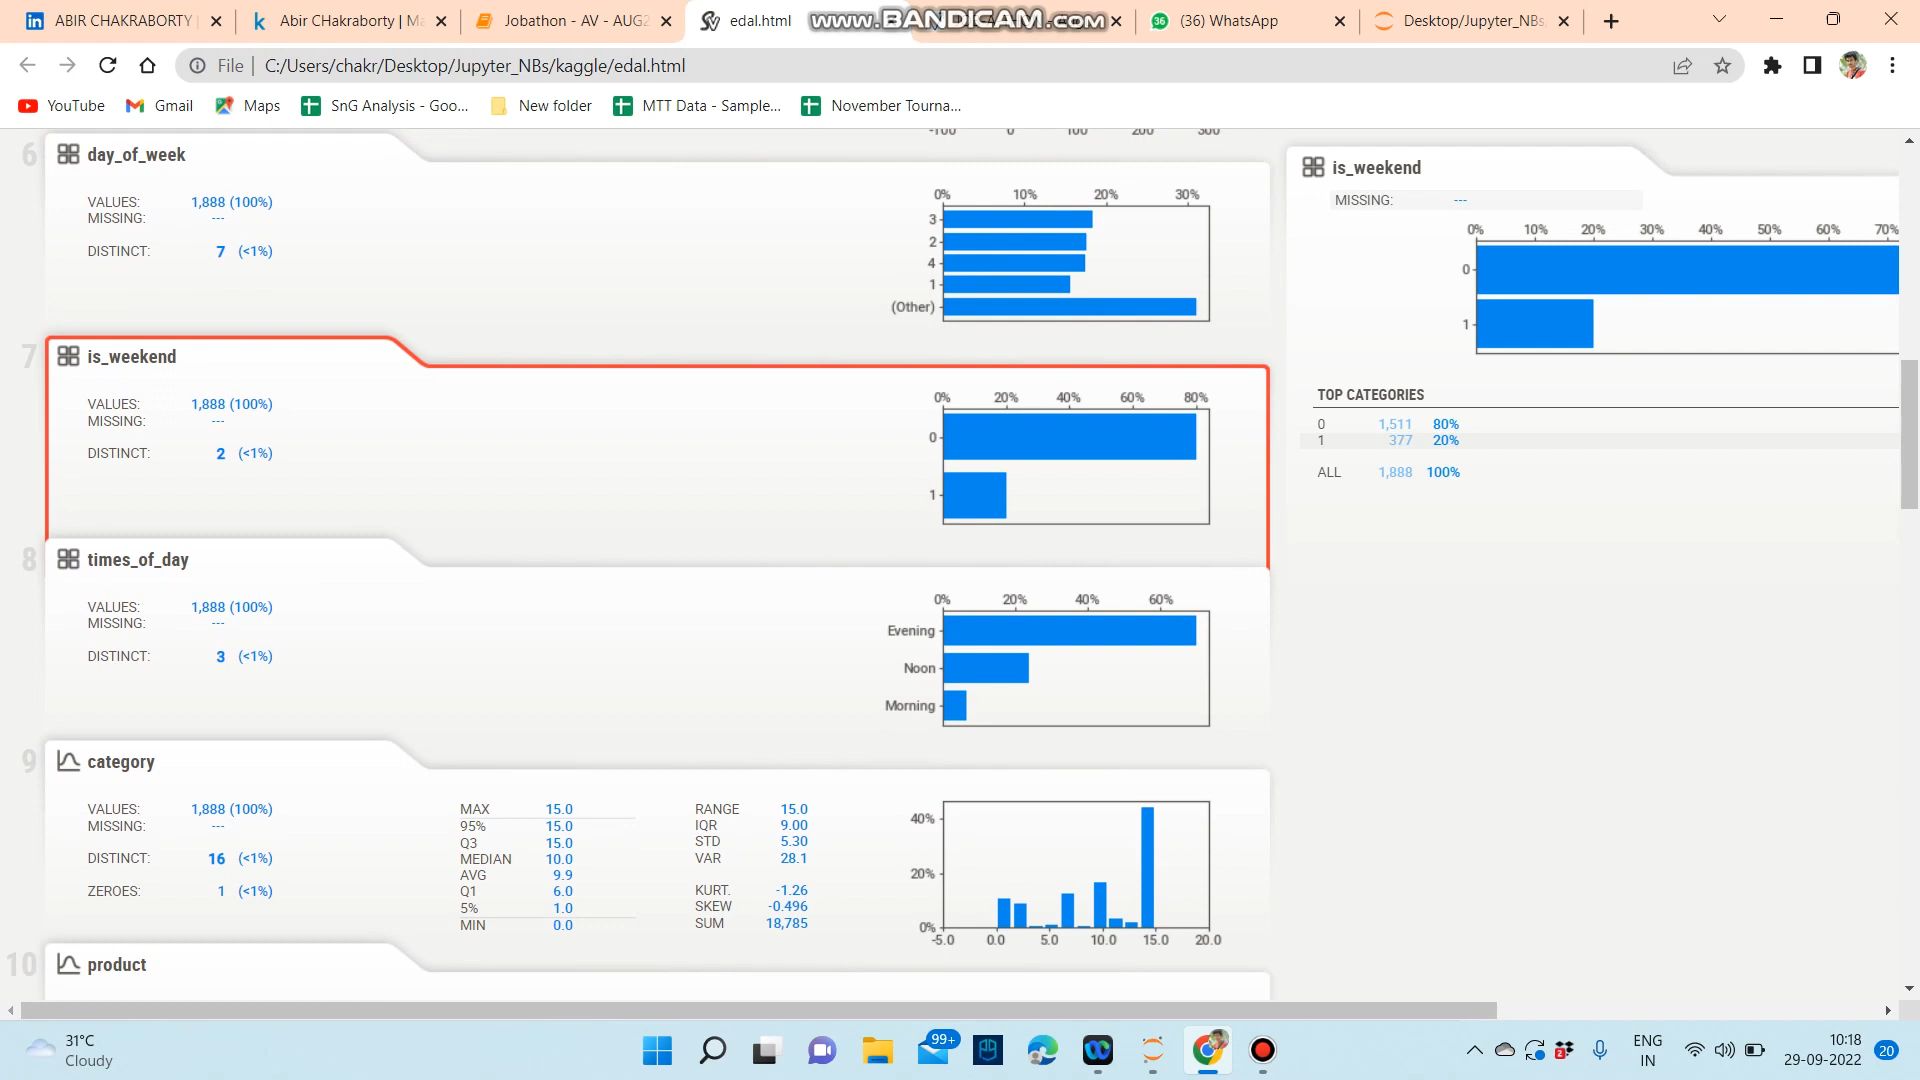 ABIR CHAKRABORTY
Abir CHakraborty | Ma
Jobathon - AV - AUG2
edal.html
www.BANDICAM.com
(36) WhatsApp
Desktop/Jupyter_NBs
File | C:/Users/chakr/Desktop/Jupyter_NBs/kaggle/edal.html
YouTube
Gmail
Maps
SnG Analysis - Goo...
New folder
MTT Data - Sample...
November Tourna...
-100 0 100 200 300
6 day_of_week
VALUES: 1,888 (100%)
MISSING: ---
DISTINCT: 7 (<1%)
0% 10% 20% 30%
3
2
4
1
(Other)
7 is_weekend
VALUES: 1,888 (100%)
MISSING: ---
DISTINCT: 2 (<1%)
0% 20% 40% 60% 80%
0
1
8 times_of_day
VALUES: 1,888 (100%)
MISSING: ---
DISTINCT: 3 (<1%)
0% 20% 40% 60%
Evening
Noon
Morning
9 category
VALUES: 1,888 (100%)
MISSING: ---
DISTINCT: 16 (<1%)
ZEROES: 1 (<1%)
MAX 15.0
95% 15.0
Q3 15.0
MEDIAN 10.0
AVG 9.9
Q1 6.0
5% 1.0
MIN 0.0
RANGE 15.0
IQR 9.00
STD 5.30
VAR 28.1
KURT. -1.26
SKEW -0.496
SUM 18,785
40%
20%
0%
-5.0 0.0 5.0 10.0 15.0 20.0
10 product
is_weekend
MISSING: ---
0% 10% 20% 30% 40% 50% 60% 70%
0
1
TOP CATEGORIES
0 1,511 80%
1 377 20%
ALL 1,888 100%
31°C
Cloudy
99+
ENG
IN
10:18
29-09-2022
20